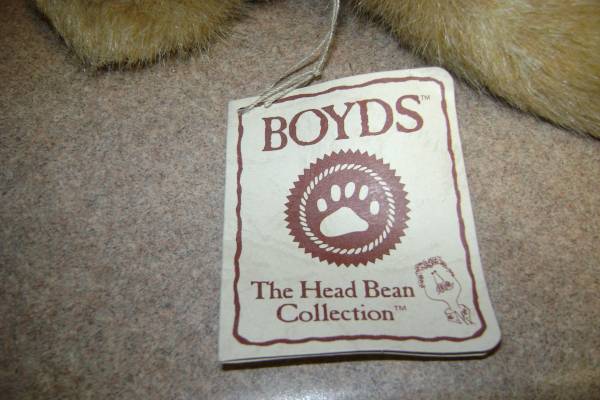 BOYDS™
The Head Bean
Collection™